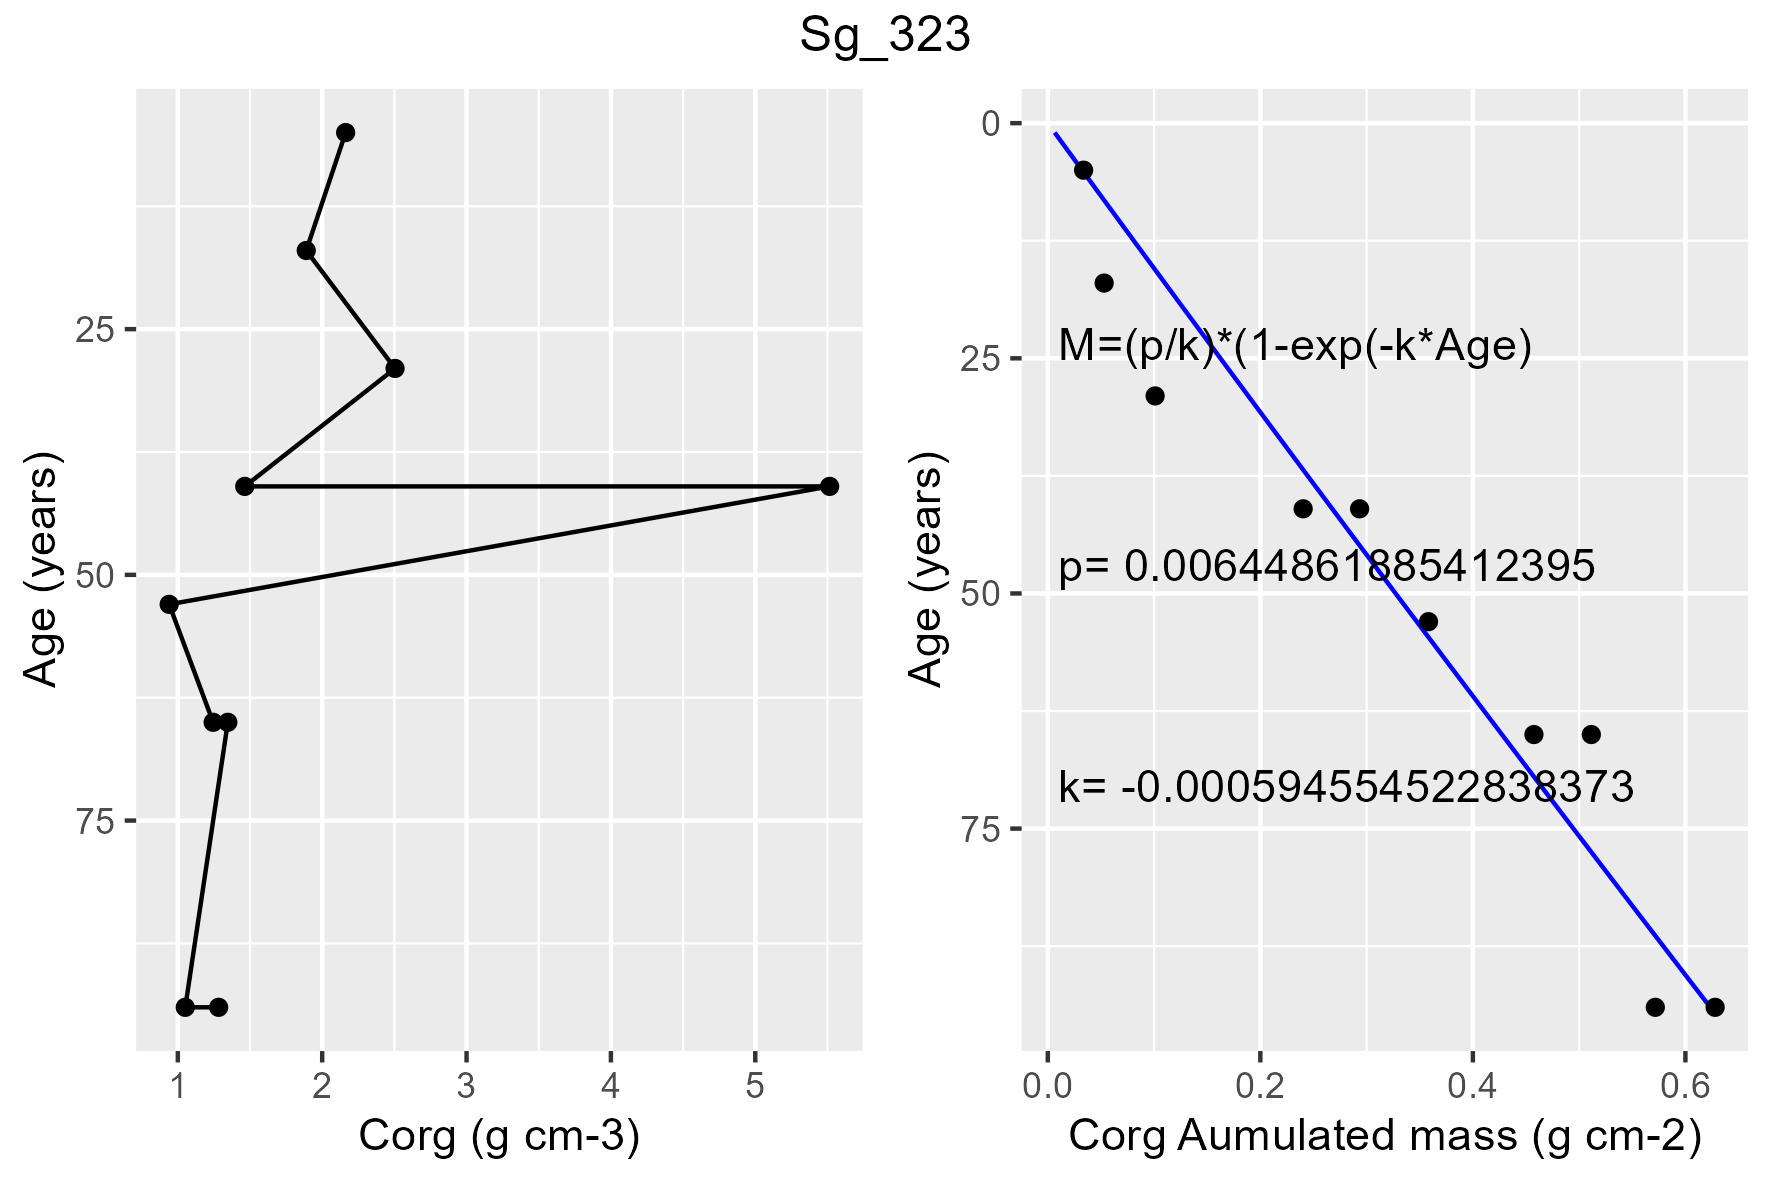 Sg_323
Age (years)
25
50
75
1
2
3
4
5
Corg (g cm-3)
Age (years)
0
25
50
75
M=(p/k)*(1-exp(-k*Age)
p= 0.00644861885412395
k= -0.000594554522838373
0.0
0.2
0.4
0.6
Corg Aumulated mass (g cm-2)